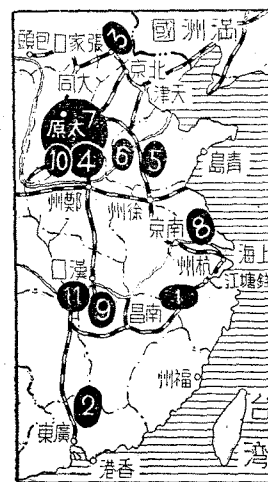 滿洲國
張家口
包頭
3
北京
大同
天津
太原
7
10
4
6
5
青島
鄭州
徐州
南京
8
上海
杭州
錢塘江
漢口
11
9
南昌
1
福州
2
廣東
香港
台湾